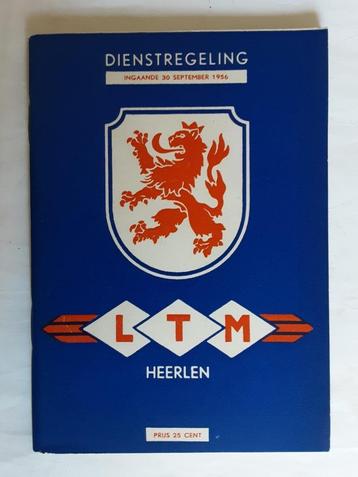 DIENSTREGELING
INGAANDE 30 SEPTEMBER 1956
L T M
HEERLEN
PRIJS 25 CENT